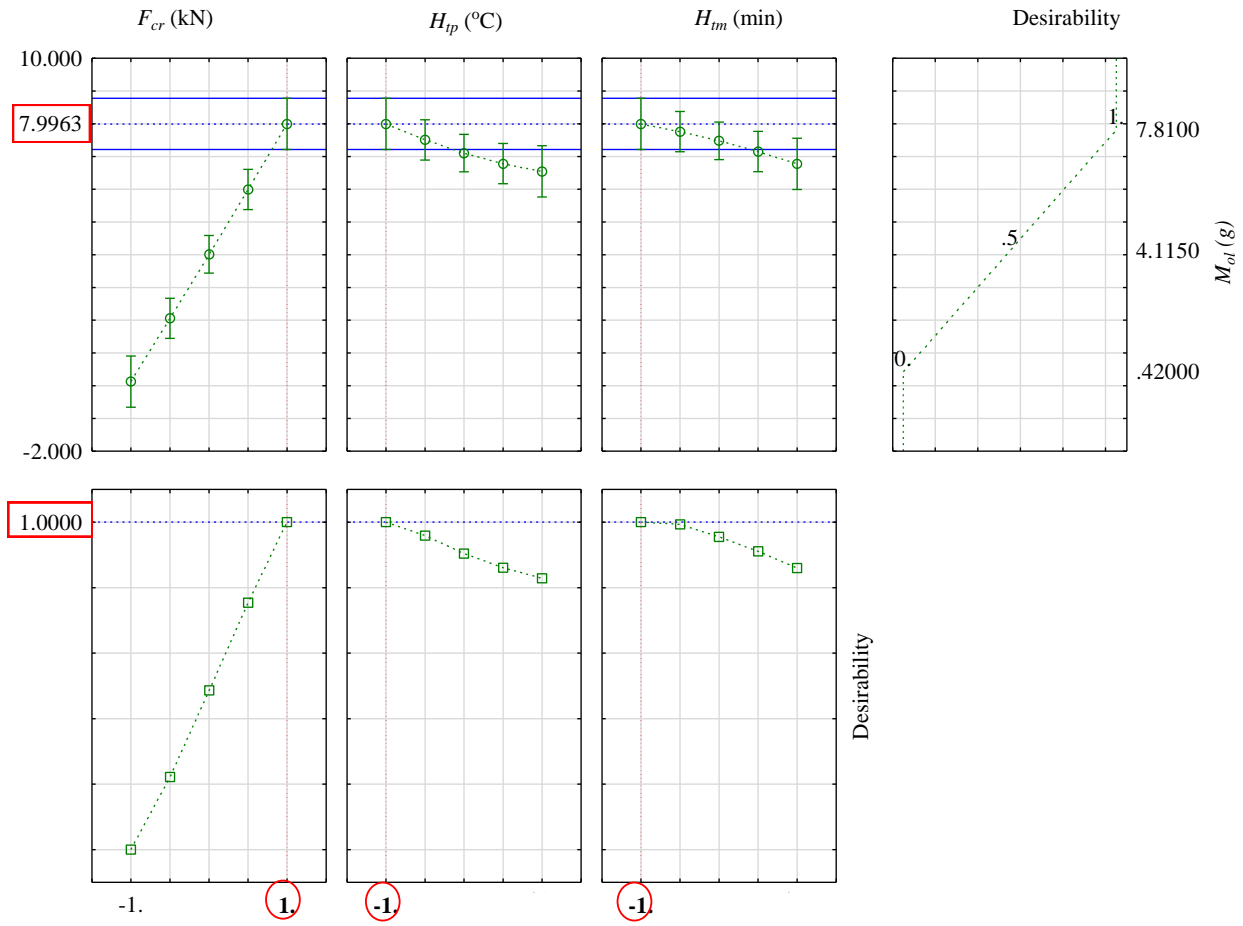 F_cr (kN) H_tp (°C) H_tm (min) Desirability
10.000
7.9963
-2.000
1.
.5
0.
7.8100
4.1150
.42000
M_ol (g)
1.0000
Desirability
-1. 1. -1. -1.